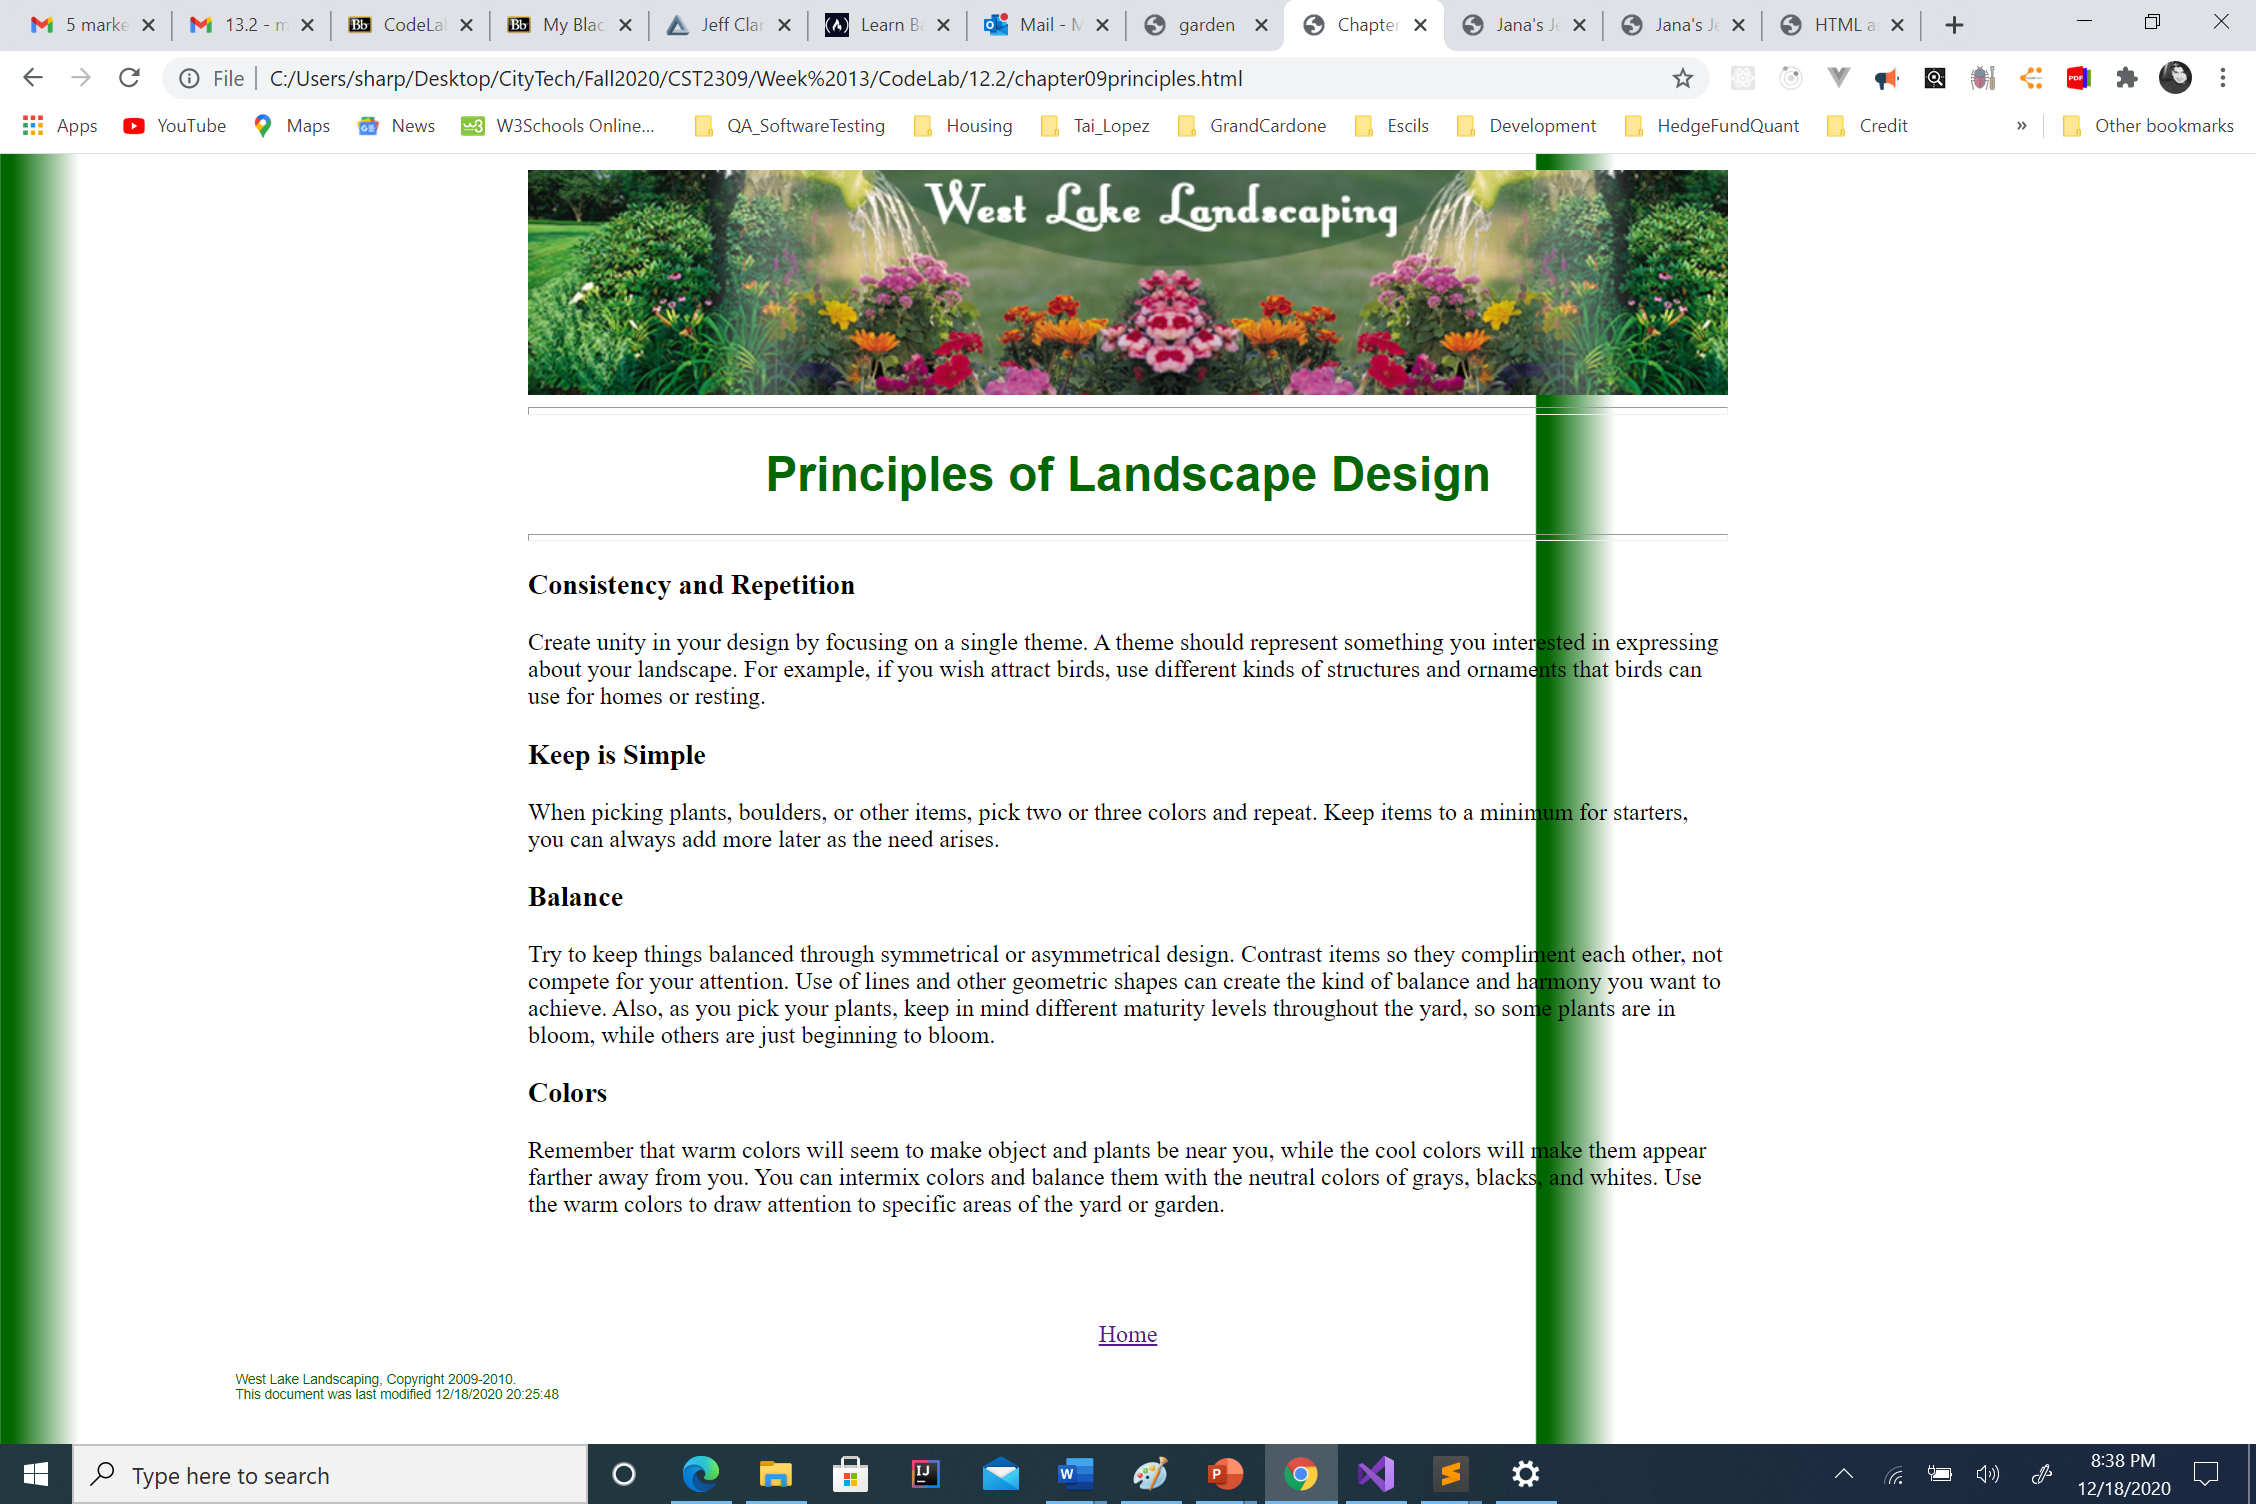 5 marke
13.2 - m
CodeLa
My Blac
Jeff Clar
Learn Ba
Mail - M
garden
Chapter
Jana's Je
Jana's Je
HTML a
File
C:/Users/sharp/Desktop/CityTech/Fall2020/CST2309/Week%2013/CodeLab/12.2/chapter09principles.html
Apps
YouTube
Maps
News
W3Schools Online...
QA_SoftwareTesting
Housing
Tai_Lopez
GrandCardone
Escils
Development
HedgeFundQuant
Credit
»
Other bookmarks
West Lake Landscaping
Principles of Landscape Design
Consistency and Repetition
Create unity in your design by focusing on a single theme. A theme should represent something you interested in expressing
about your landscape. For example, if you wish attract birds, use different kinds of structures and ornaments that birds can
use for homes or resting.
Keep is Simple
When picking plants, boulders, or other items, pick two or three colors and repeat. Keep items to a minimum for starters,
you can always add more later as the need arises.
Balance
Try to keep things balanced through symmetrical or asymmetrical design. Contrast items so they compliment each other, not
compete for your attention. Use of lines and other geometric shapes can create the kind of balance and harmony you want to
achieve. Also, as you pick your plants, keep in mind different maturity levels throughout the yard, so some plants are in
bloom, while others are just beginning to bloom.
Colors
Remember that warm colors will seem to make object and plants be near you, while the cool colors will make them appear
farther away from you. You can intermix colors and balance them with the neutral colors of grays, blacks, and whites. Use
the warm colors to draw attention to specific areas of the yard or garden.
Home
West Lake Landscaping, Copyright 2009-2010.
This document was last modified 12/18/2020 20:25:48
Type here to search
8:38 PM
12/18/2020